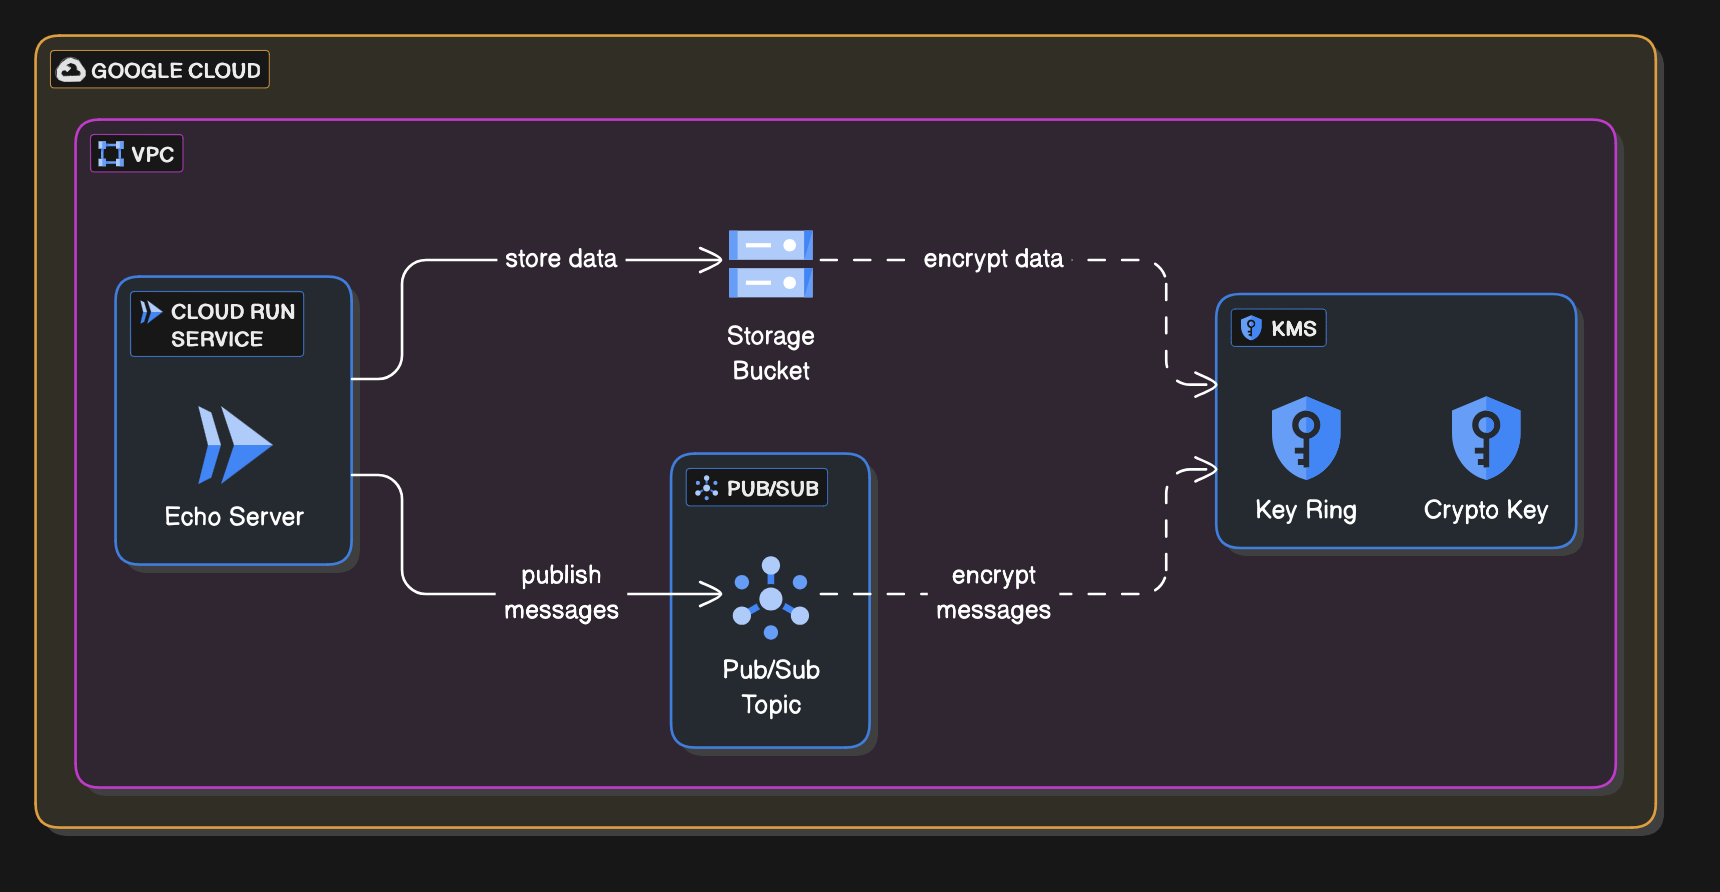 GOOGLE CLOUD
VPC
CLOUD RUN
SERVICE
Echo Server
store data
Storage
Bucket
encrypt data
publish
messages
PUB/SUB
Pub/Sub
Topic
encrypt
messages
KMS
Key Ring
Crypto Key